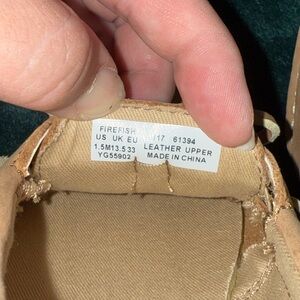 FIREFISH /17 61394
US UK EU
1.5M13.5 33 LEATHER UPPER
YG55902 MADE IN CHINA